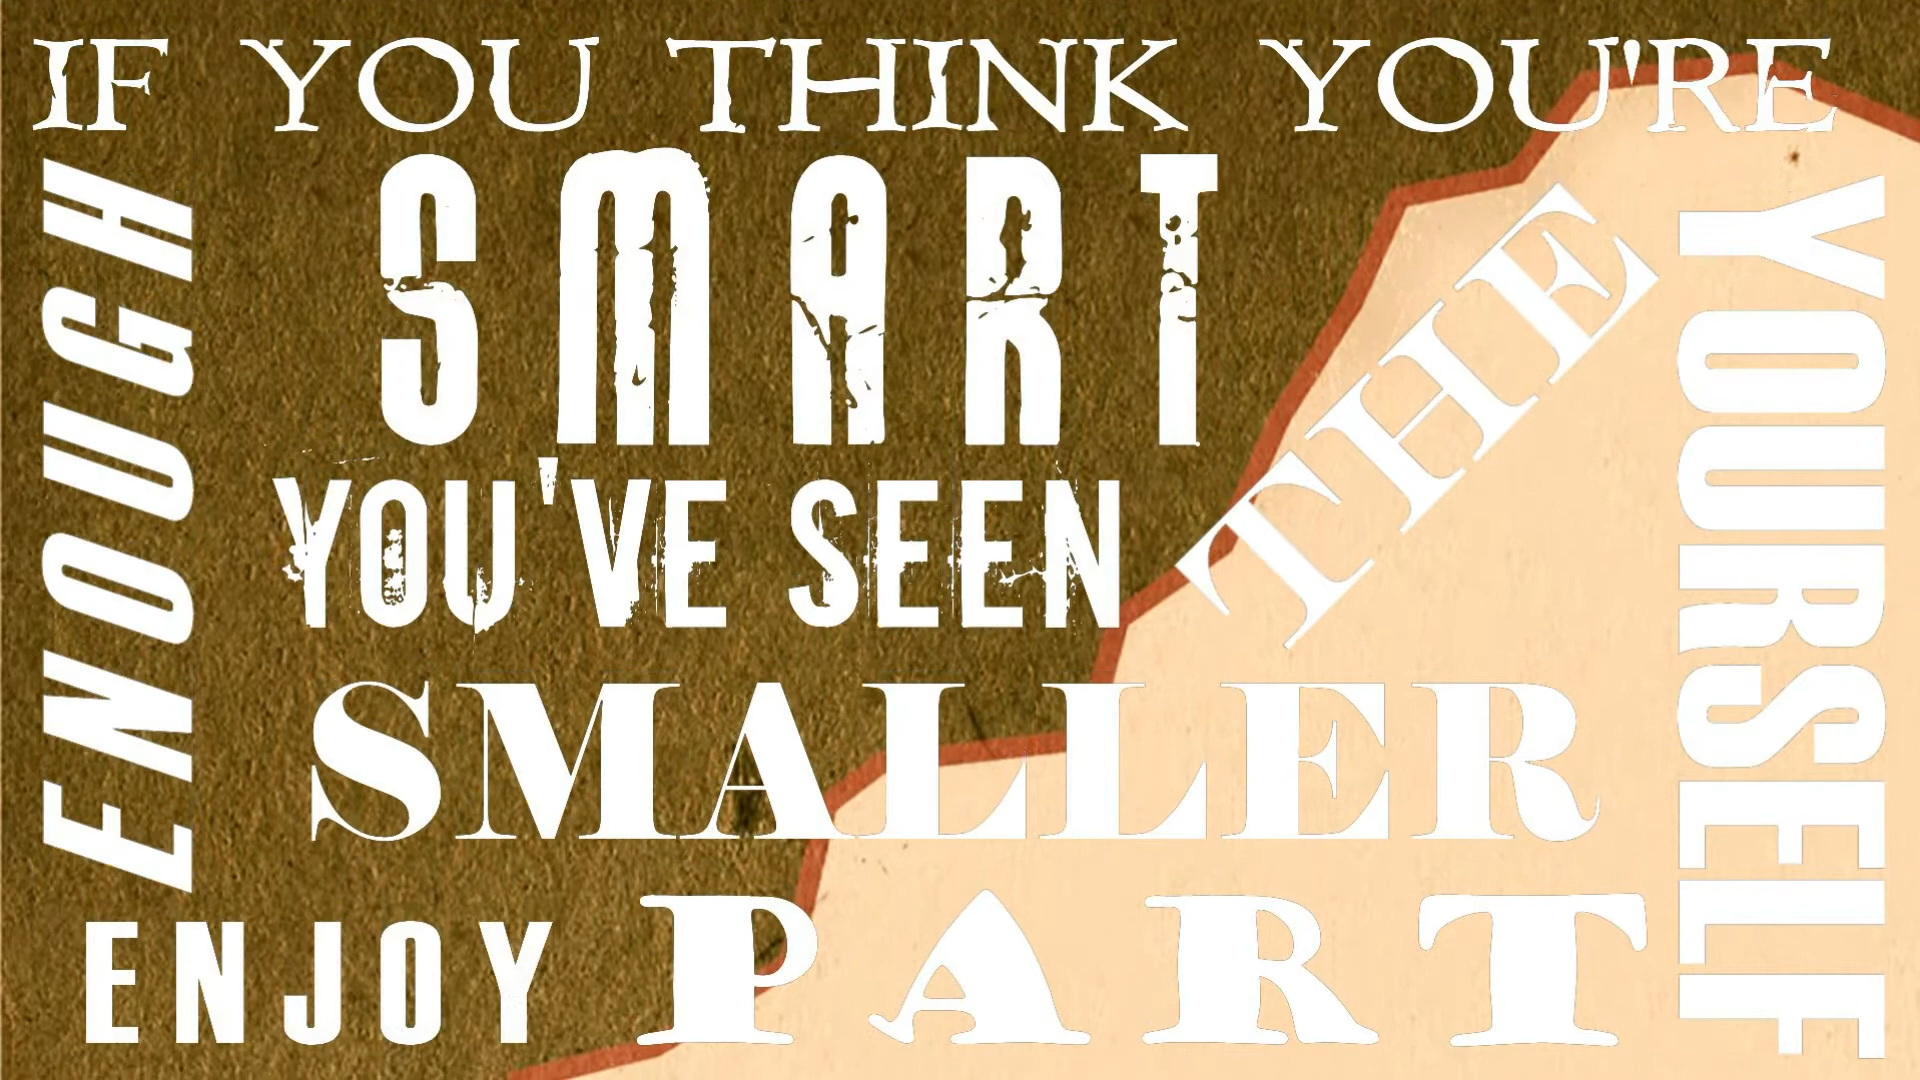 IF YOU THINK YOU'RE
SMART
ENOUGH
YOU'VE SEEN
THE
SMALLER
PART
ENJOY
YOURSELF